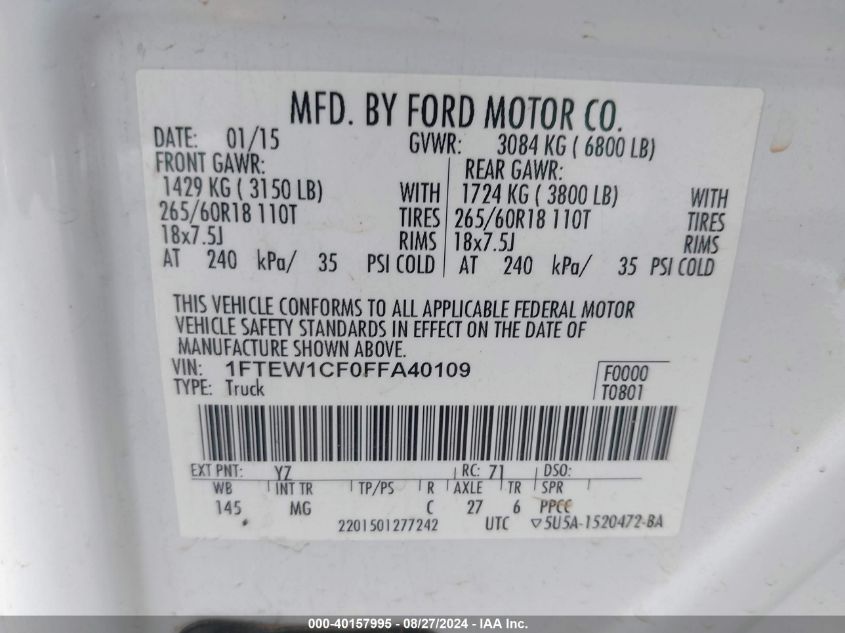 MFD. BY FORD MOTOR CO.
DATE: 01/15 GVWR: 3084 KG ( 6800 LB)
FRONT GAWR: REAR GAWR:
1429 KG ( 3150 LB) WITH 1724 KG ( 3800 LB) WITH
265/60R18 110T TIRES 265/60R18 110T TIRES
18x7.5J RIMS 18x7.5J RIMS
AT 240 kPa/ 35 PSI COLD AT 240 kPa/ 35 PSI COLD
THIS VEHICLE CONFORMS TO ALL APPLICABLE FEDERAL MOTOR
VEHICLE SAFETY STANDARDS IN EFFECT ON THE DATE OF
MANUFACTURE SHOWN ABOVE.
VIN: 1FTEW1CF0FFA40109 F0000
TYPE: Truck T0801
EXT PNT: YZ RC: 71 DSO:
WB INT TR TP/PS R AXLE TR SPR
145 MG C 27 6 PPCC
2201501277242 UTC ▽5U5A-1520472-BA
000-40157995 - 08/27/2024 - IAA Inc.